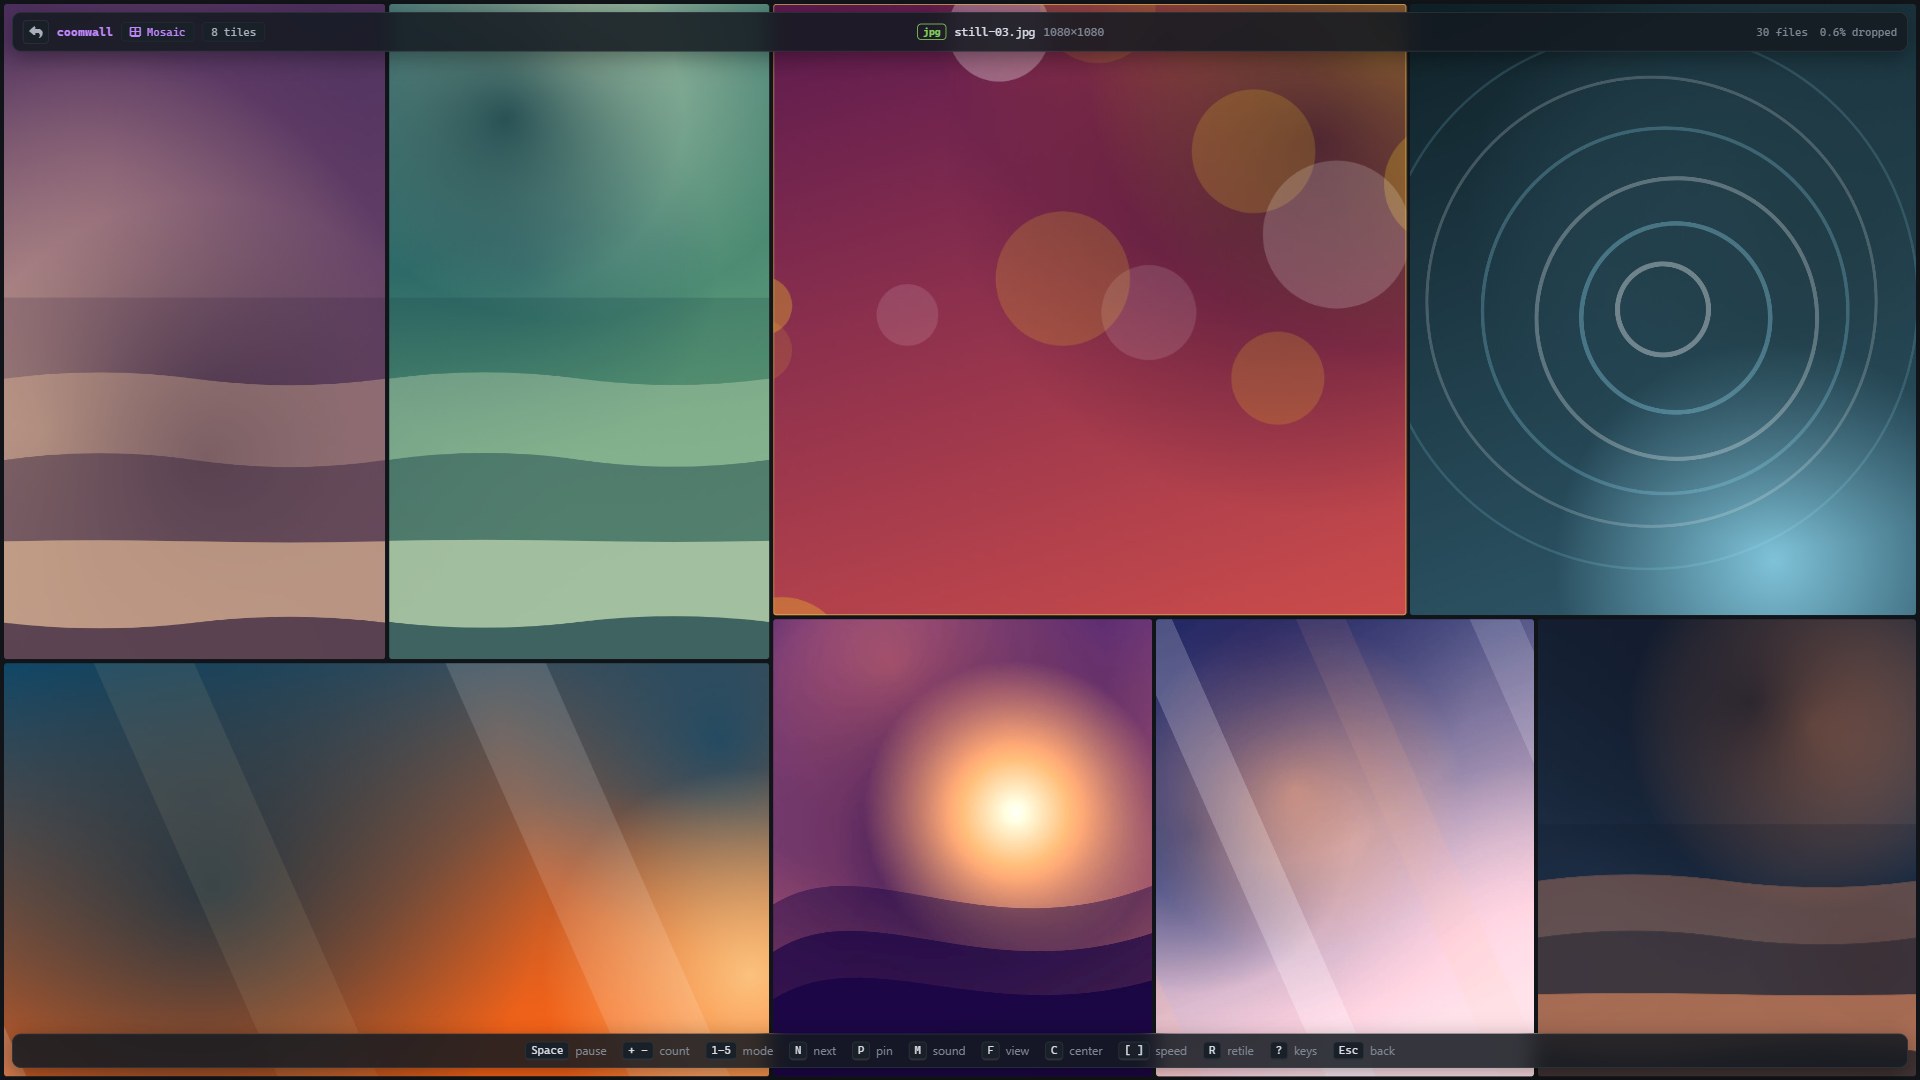 coomwall Mosaic 8 tiles jpg still-03.jpg 1080×1080 30 files 0.6% dropped
Space pause + − count 1–5 mode N next P pin M sound F view C center [ ] speed R retile ? keys Esc back